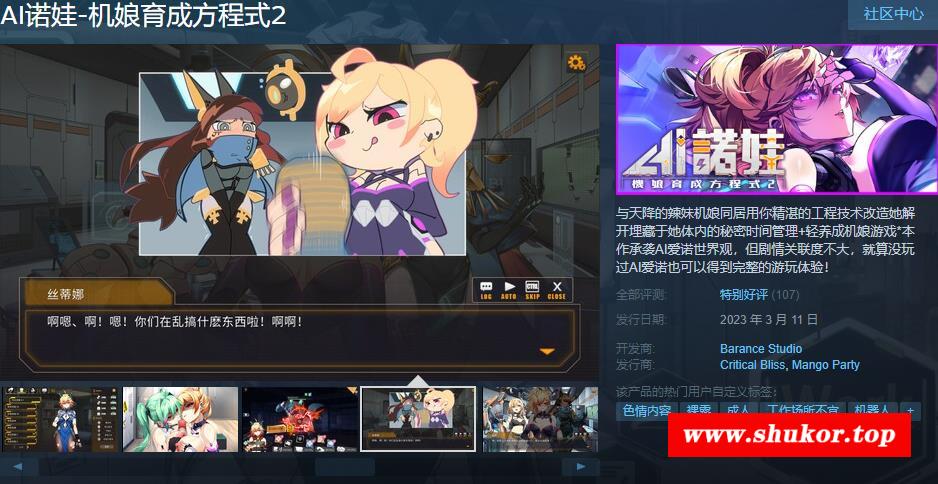 AI诺娃-机娘育成方程式2
社区中心
LOG
AUTO
CTRL
SKIP
CLOSE
丝蒂娜
啊嗯、啊！嗯！你们在乱搞什麽东西啦！啊啊！
AI諾娃
機娘育成方程式2
与天降的辣妹机娘同居用你精湛的工程技术改造她解
开埋藏于她体内的秘密时间管理+轻养成机娘游戏*本
作承袭AI爱诺世界观，但剧情关联度不大，就算没玩
过AI爱诺也可以得到完整的游玩体验！
全部评测：
特别好评 (107)
发行日期：
2023 年 3 月 11 日
开发商：
Barance Studio
发行商：
Critical Bliss, Mango Party
该产品的热门用户自定义标签：
色情内容
裸露
成人
工作场所不宜
机器人
+
www.shukor.top